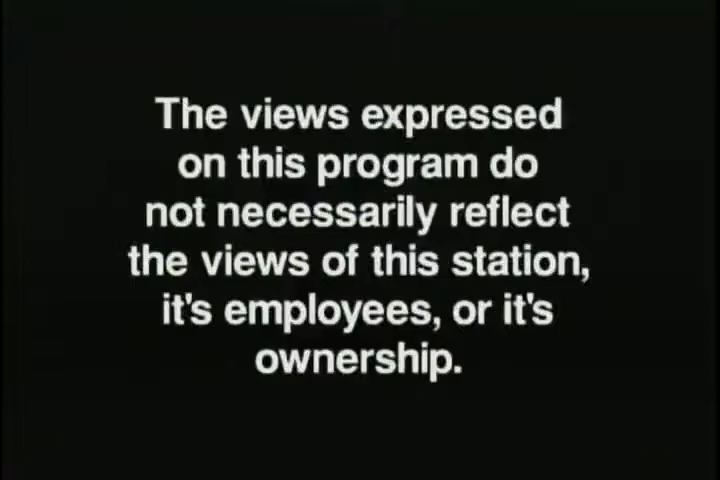 The views expressed
on this program do
not necessarily reflect
the views of this station,
it's employees, or it's
ownership.